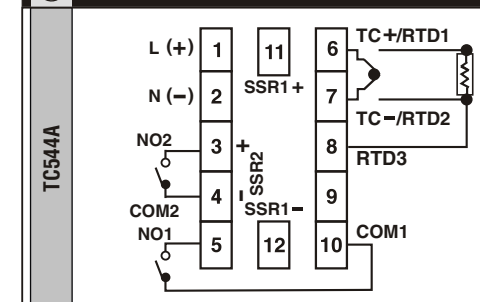 TC544A
L (+) 1 11 6 TC+/RTD1
N (−) 2 SSR1+ 7
TC−/RTD2
NO2 3 + 8 RTD3
SSR2
4 - 9
COM2 SSR1−
NO1 5 12 10 COM1